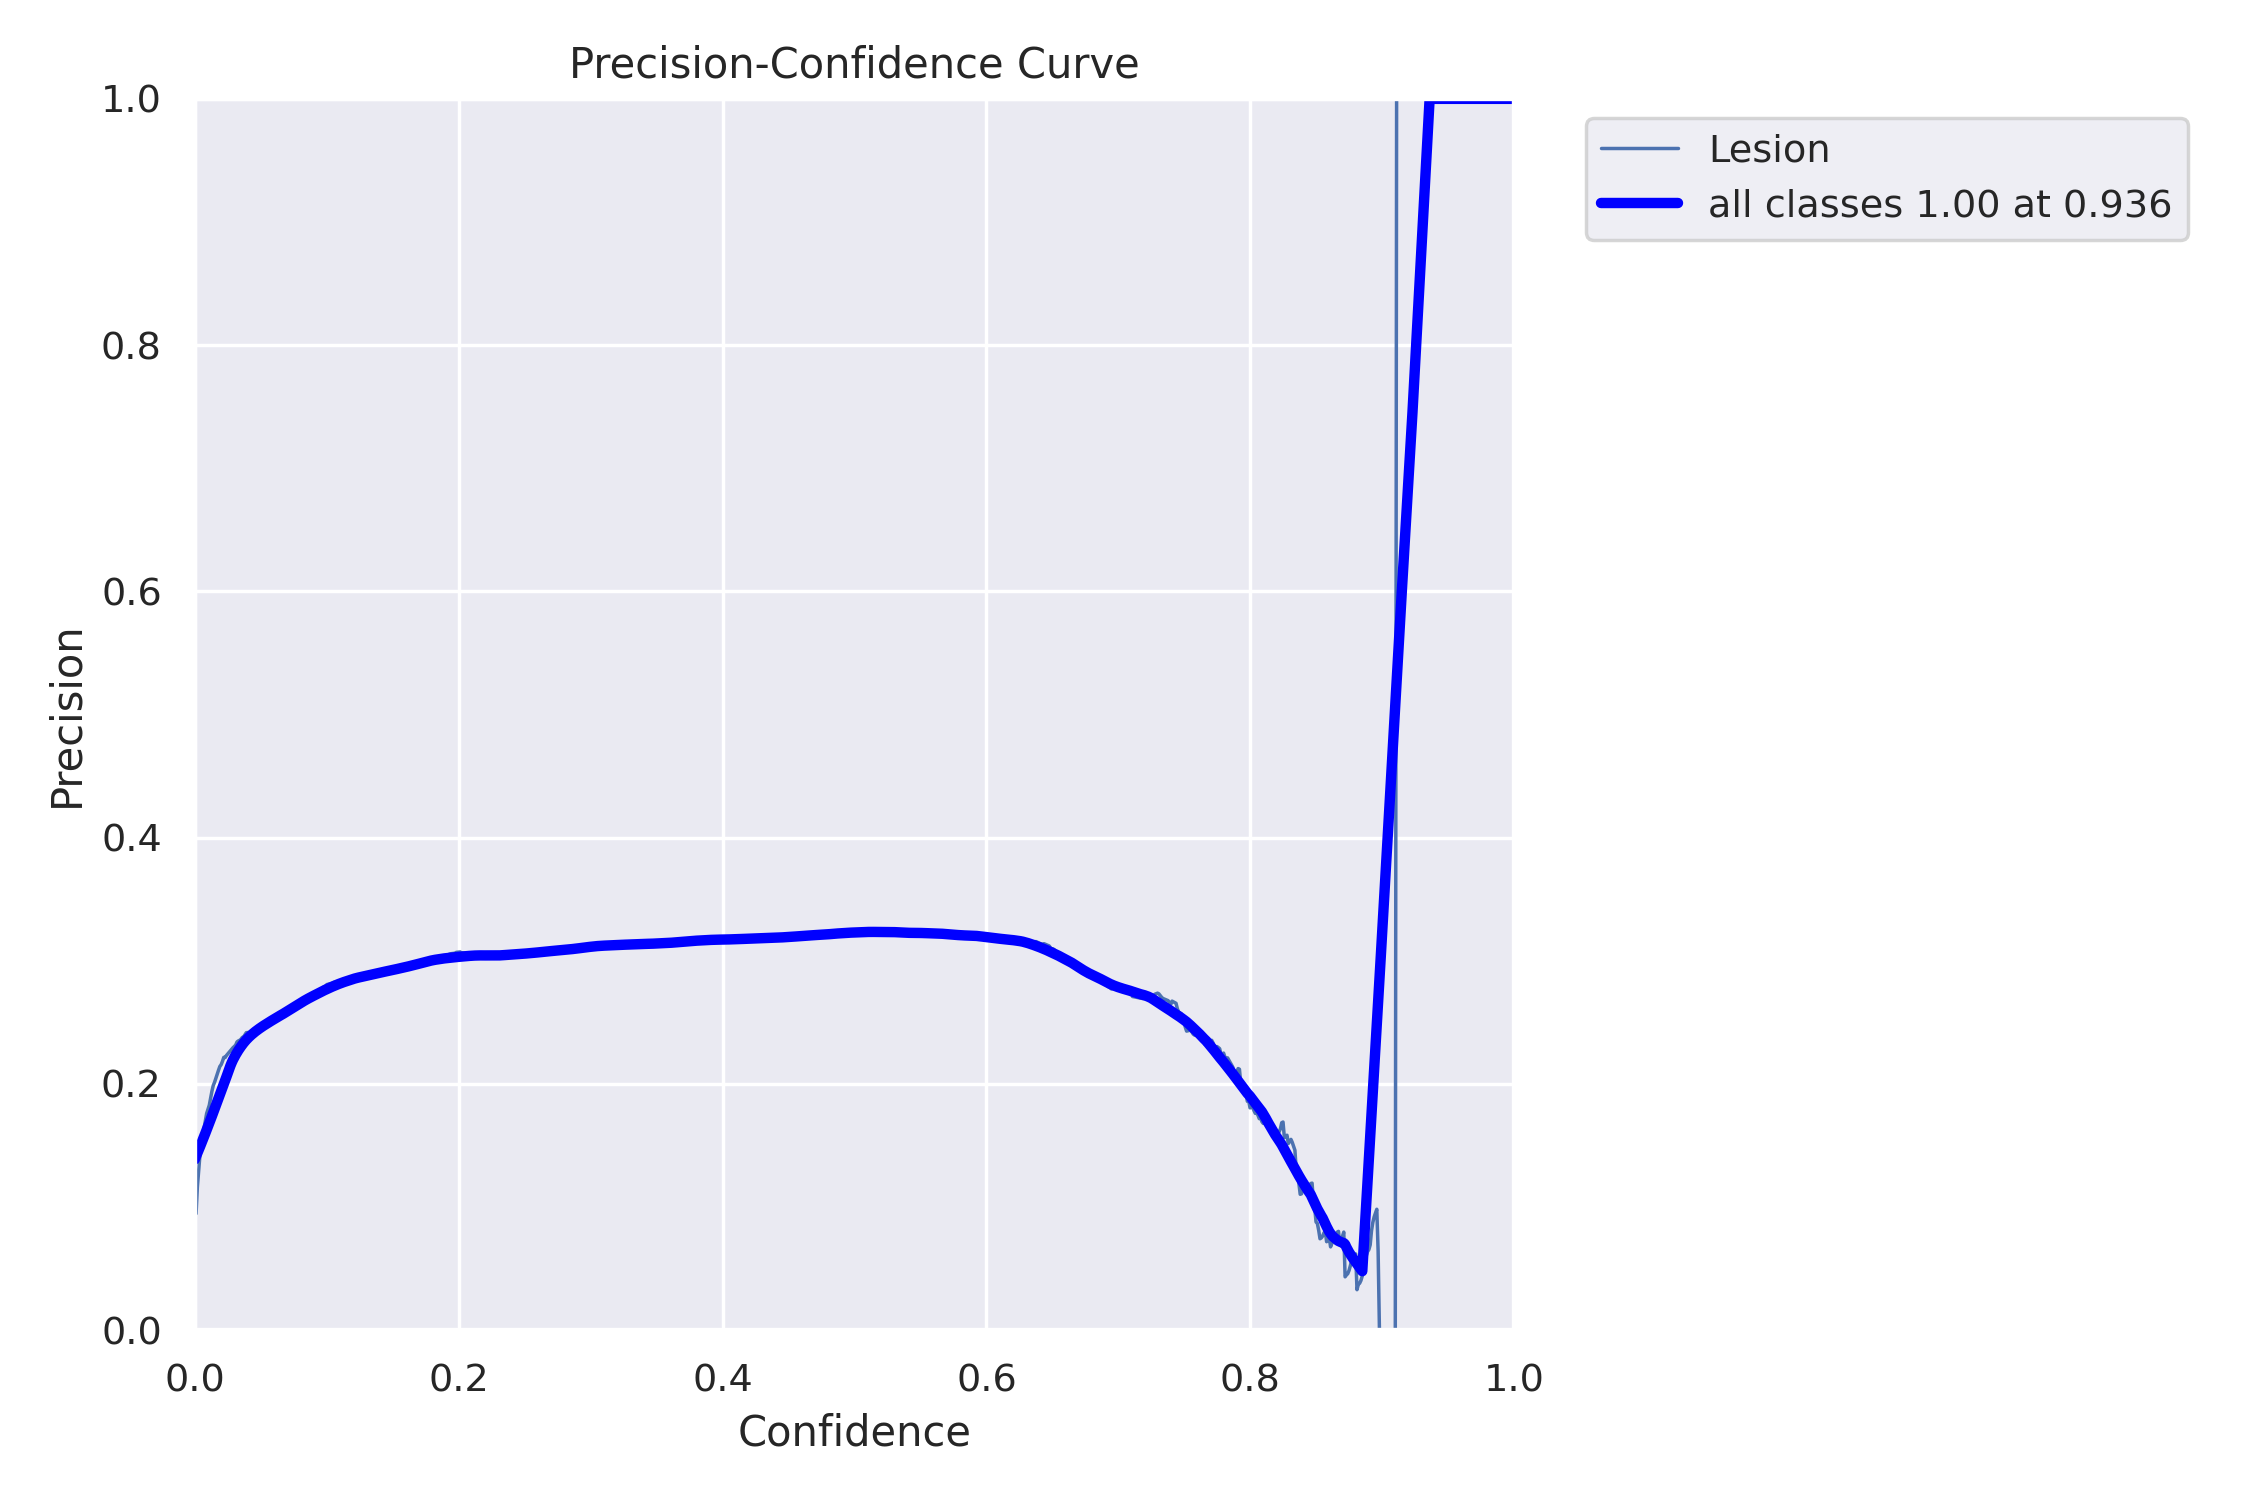 Precision-Confidence Curve
1.0
0.8
0.6
0.4
0.2
0.0
Precision
0.0 0.2 0.4 0.6 0.8 1.0
Confidence
Lesion
all classes 1.00 at 0.936